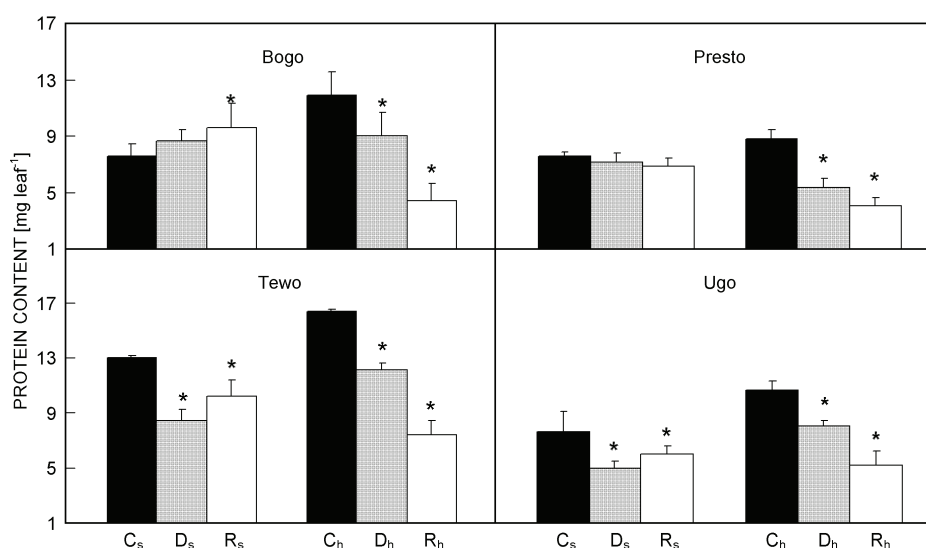 17
Bogo
Presto
13
9
5
1
* * *
* *
Tewo
Ugo
17
13
9
5
1
* * * *
* * * *
PROTEIN CONTENT [mg leaf⁻¹]
Cₛ Dₛ Rₛ Cₕ Dₕ Rₕ
Cₛ Dₛ Rₛ Cₕ Dₕ Rₕ